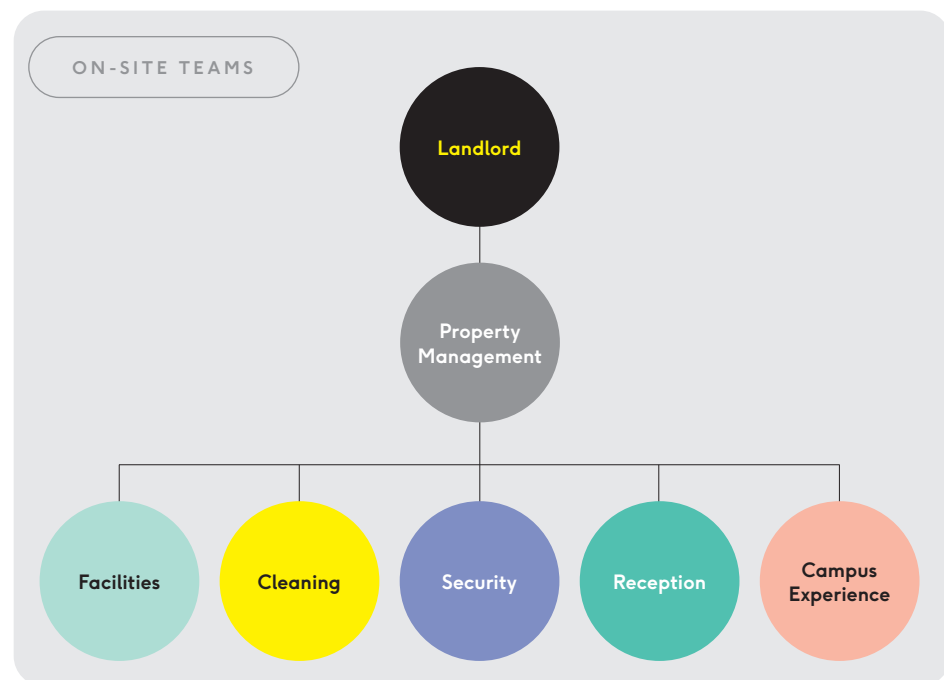 ON-SITE TEAMS
Landlord
Property
Management
Facilities
Cleaning
Security
Reception
Campus
Experience